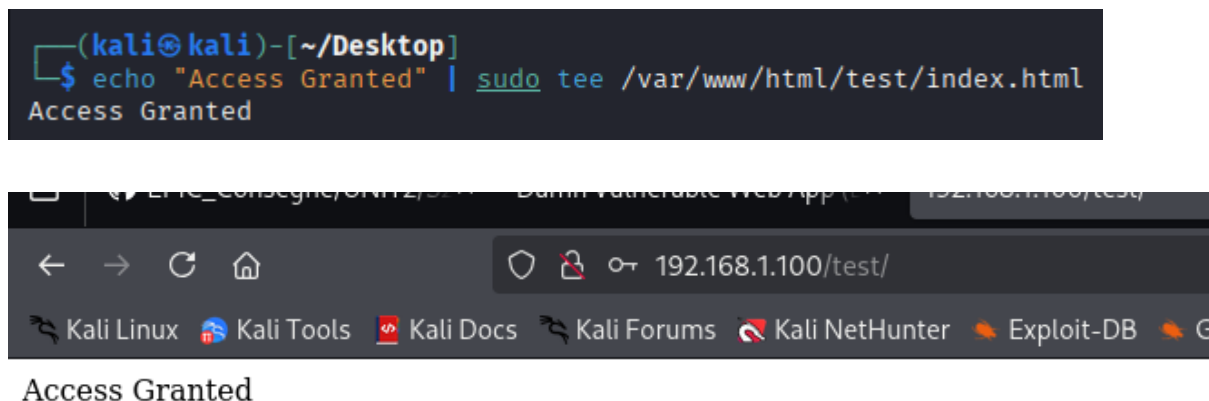 (kali㉿kali)-[~/Desktop]
$ echo "Access Granted" | sudo tee /var/www/html/test/index.html
Access Granted
Damn Vulnerable Web App 192.168.1.100/test/
192.168.1.100/test/
Kali Linux Kali Tools Kali Docs Kali Forums Kali NetHunter Exploit-DB G
Access Granted